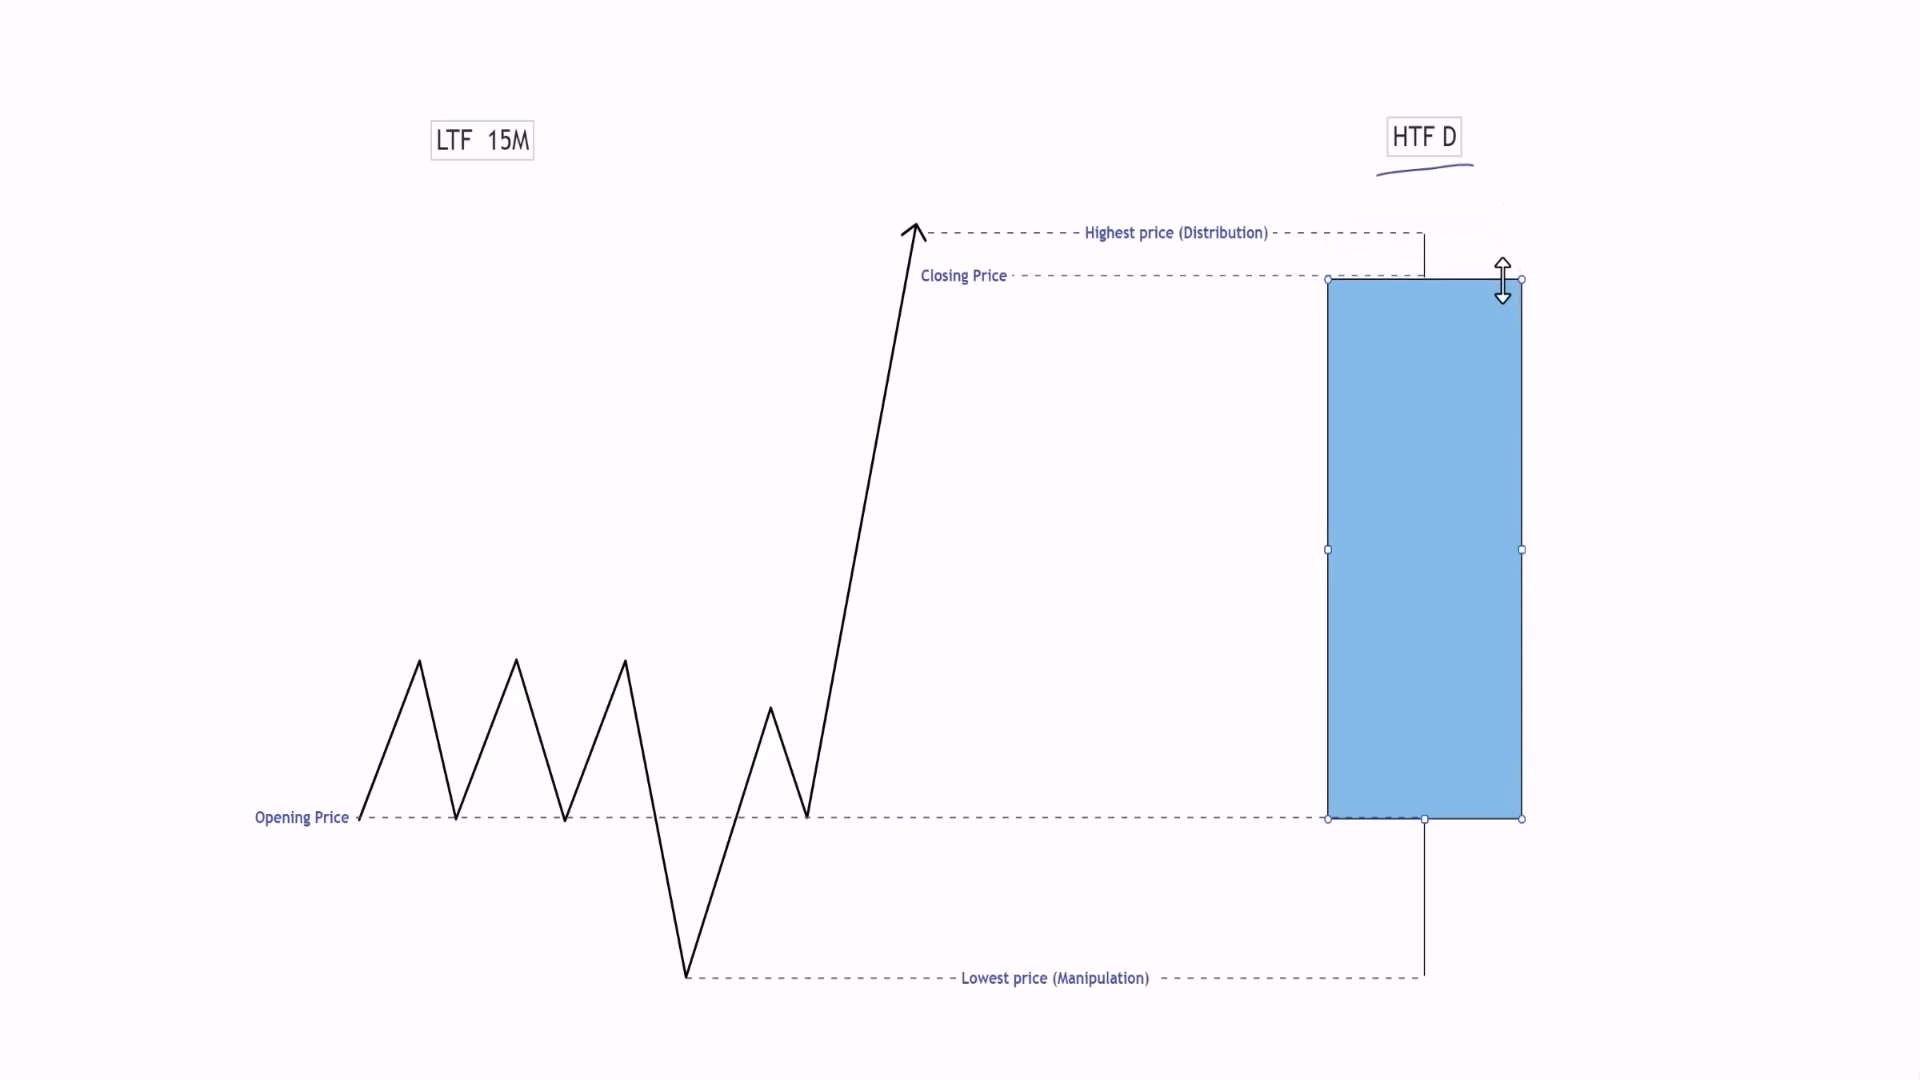 LTF 15M
HTF D
Highest price (Distribution)
Closing Price
Opening Price
Lowest price (Manipulation)